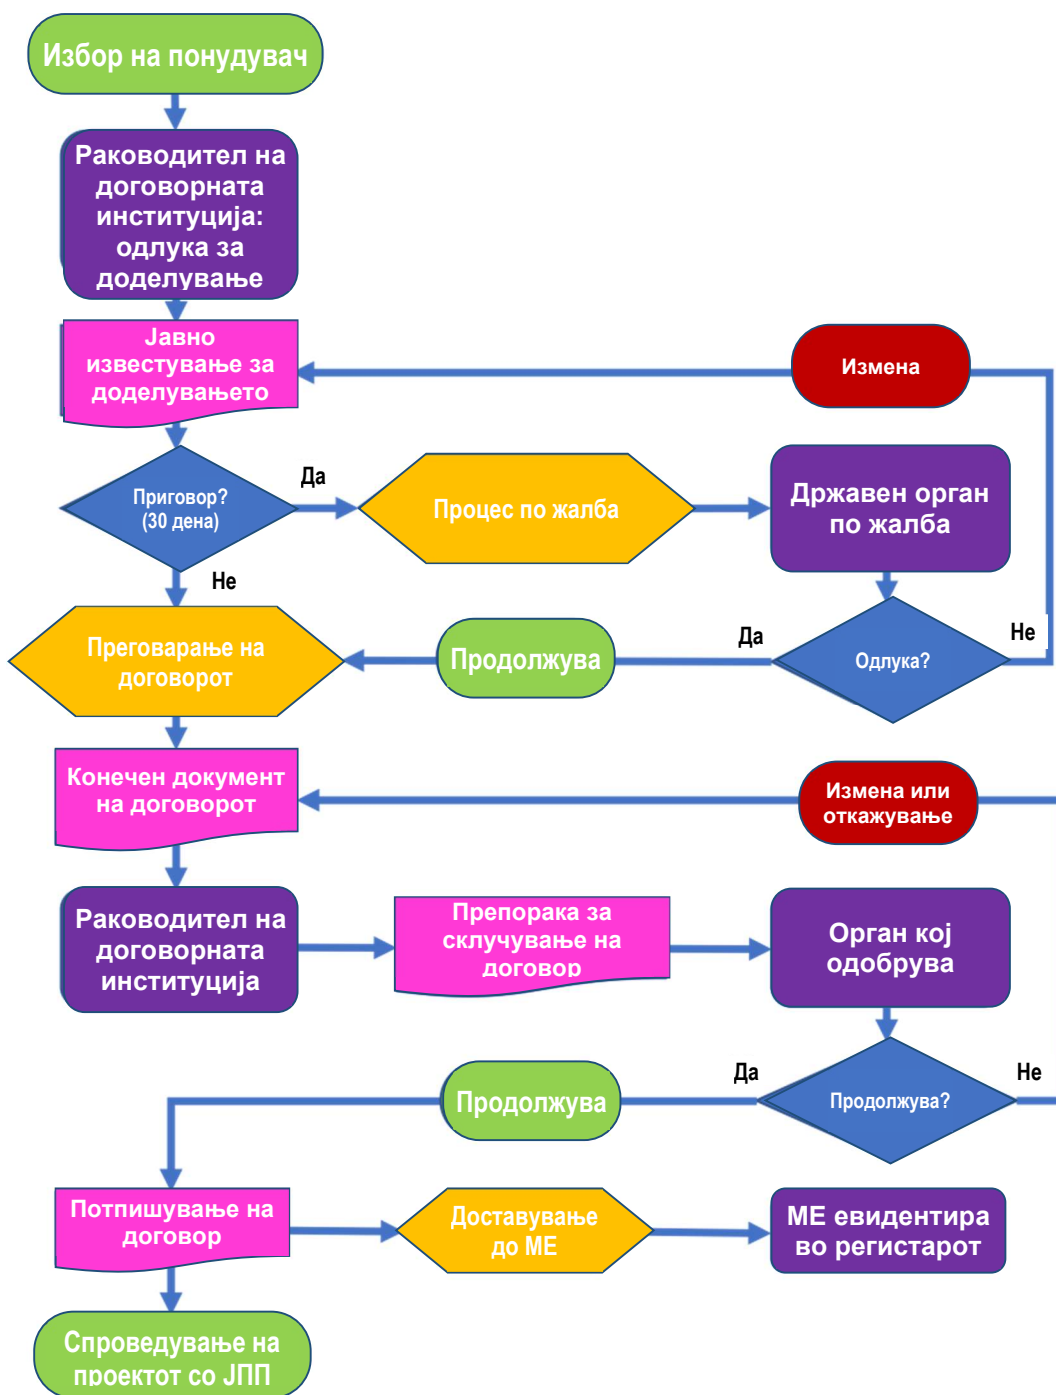 Избор на понудувач
Раководител на
договорната
институција:
одлука за
доделување
Јавно
известување за
доделувањето
Измена
Приговор?
(30 дена)
Да
Процес по жалба
Државен орган
по жалба
Не
Преговарање на
договорот
Продолжува
Да
Одлука?
Не
Конечен документ
на договорот
Измена или
откажување
Раководител на
договорната
институција
Препорака за
склучување на
договор
Орган кој
одобрува
Продолжува
Да
Продолжува?
Не
Потпишување на
договор
Доставување
до МЕ
МЕ евидентира
во регистарот
Спроведување на
проектот со ЈПП